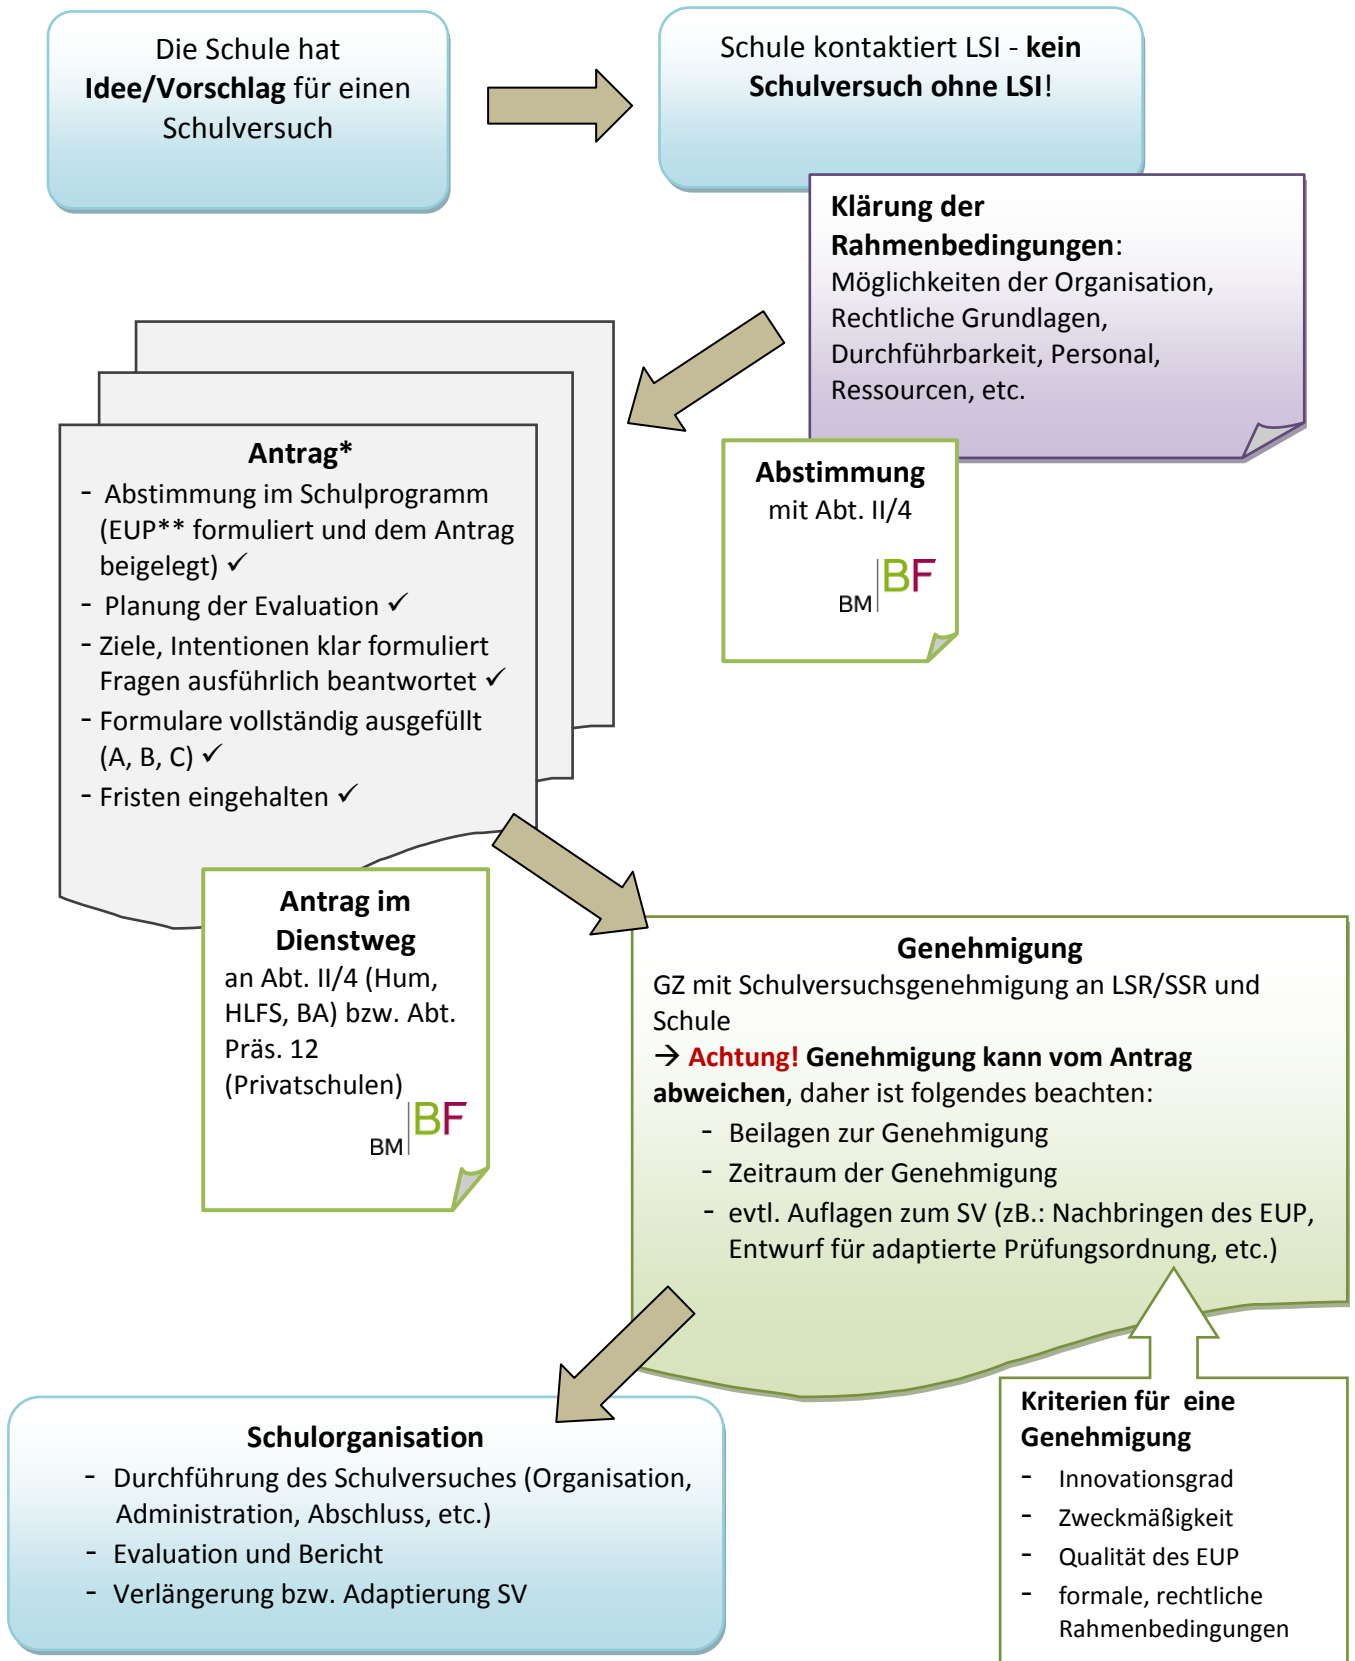 Die Schule hat
Idee/Vorschlag für einen
Schulversuch
Schule kontaktiert LSI - kein
Schulversuch ohne LSI!
Klärung der
Rahmenbedingungen:
Möglichkeiten der Organisation,
Rechtliche Grundlagen,
Durchführbarkeit, Personal,
Ressourcen, etc.
Abstimmung
mit Abt. II/4
BM BF
Antrag*
- Abstimmung im Schulprogramm
(EUP** formuliert und dem Antrag
beigelegt) ✓
- Planung der Evaluation ✓
- Ziele, Intentionen klar formuliert
Fragen ausführlich beantwortet ✓
- Formulare vollständig ausgefüllt
(A, B, C) ✓
- Fristen eingehalten ✓
Antrag im
Dienstweg
an Abt. II/4 (Hum,
HLFS, BA) bzw. Abt.
Präs. 12
(Privatschulen)
BM BF
Genehmigung
GZ mit Schulversuchsgenehmigung an LSR/SSR und
Schule
→ Achtung! Genehmigung kann vom Antrag
abweichen, daher ist folgendes beachten:
- Beilagen zur Genehmigung
- Zeitraum der Genehmigung
- evtl. Auflagen zum SV (zB.: Nachbringen des EUP,
Entwurf für adaptierte Prüfungsordnung, etc.)
Kriterien für eine
Genehmigung
- Innovationsgrad
- Zweckmäßigkeit
- Qualität des EUP
- formale, rechtliche
Rahmenbedingungen
Schulorganisation
- Durchführung des Schulversuches (Organisation,
Administration, Abschluss, etc.)
- Evaluation und Bericht
- Verlängerung bzw. Adaptierung SV